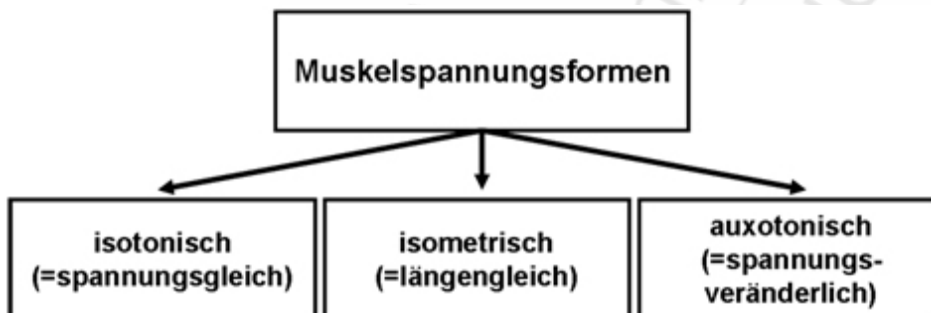 Muskelspannungsformen
isotonisch
(=spannungsgleich)
isometrisch
(=längengleich)
auxotonisch
(=spannungs-
veränderlich)